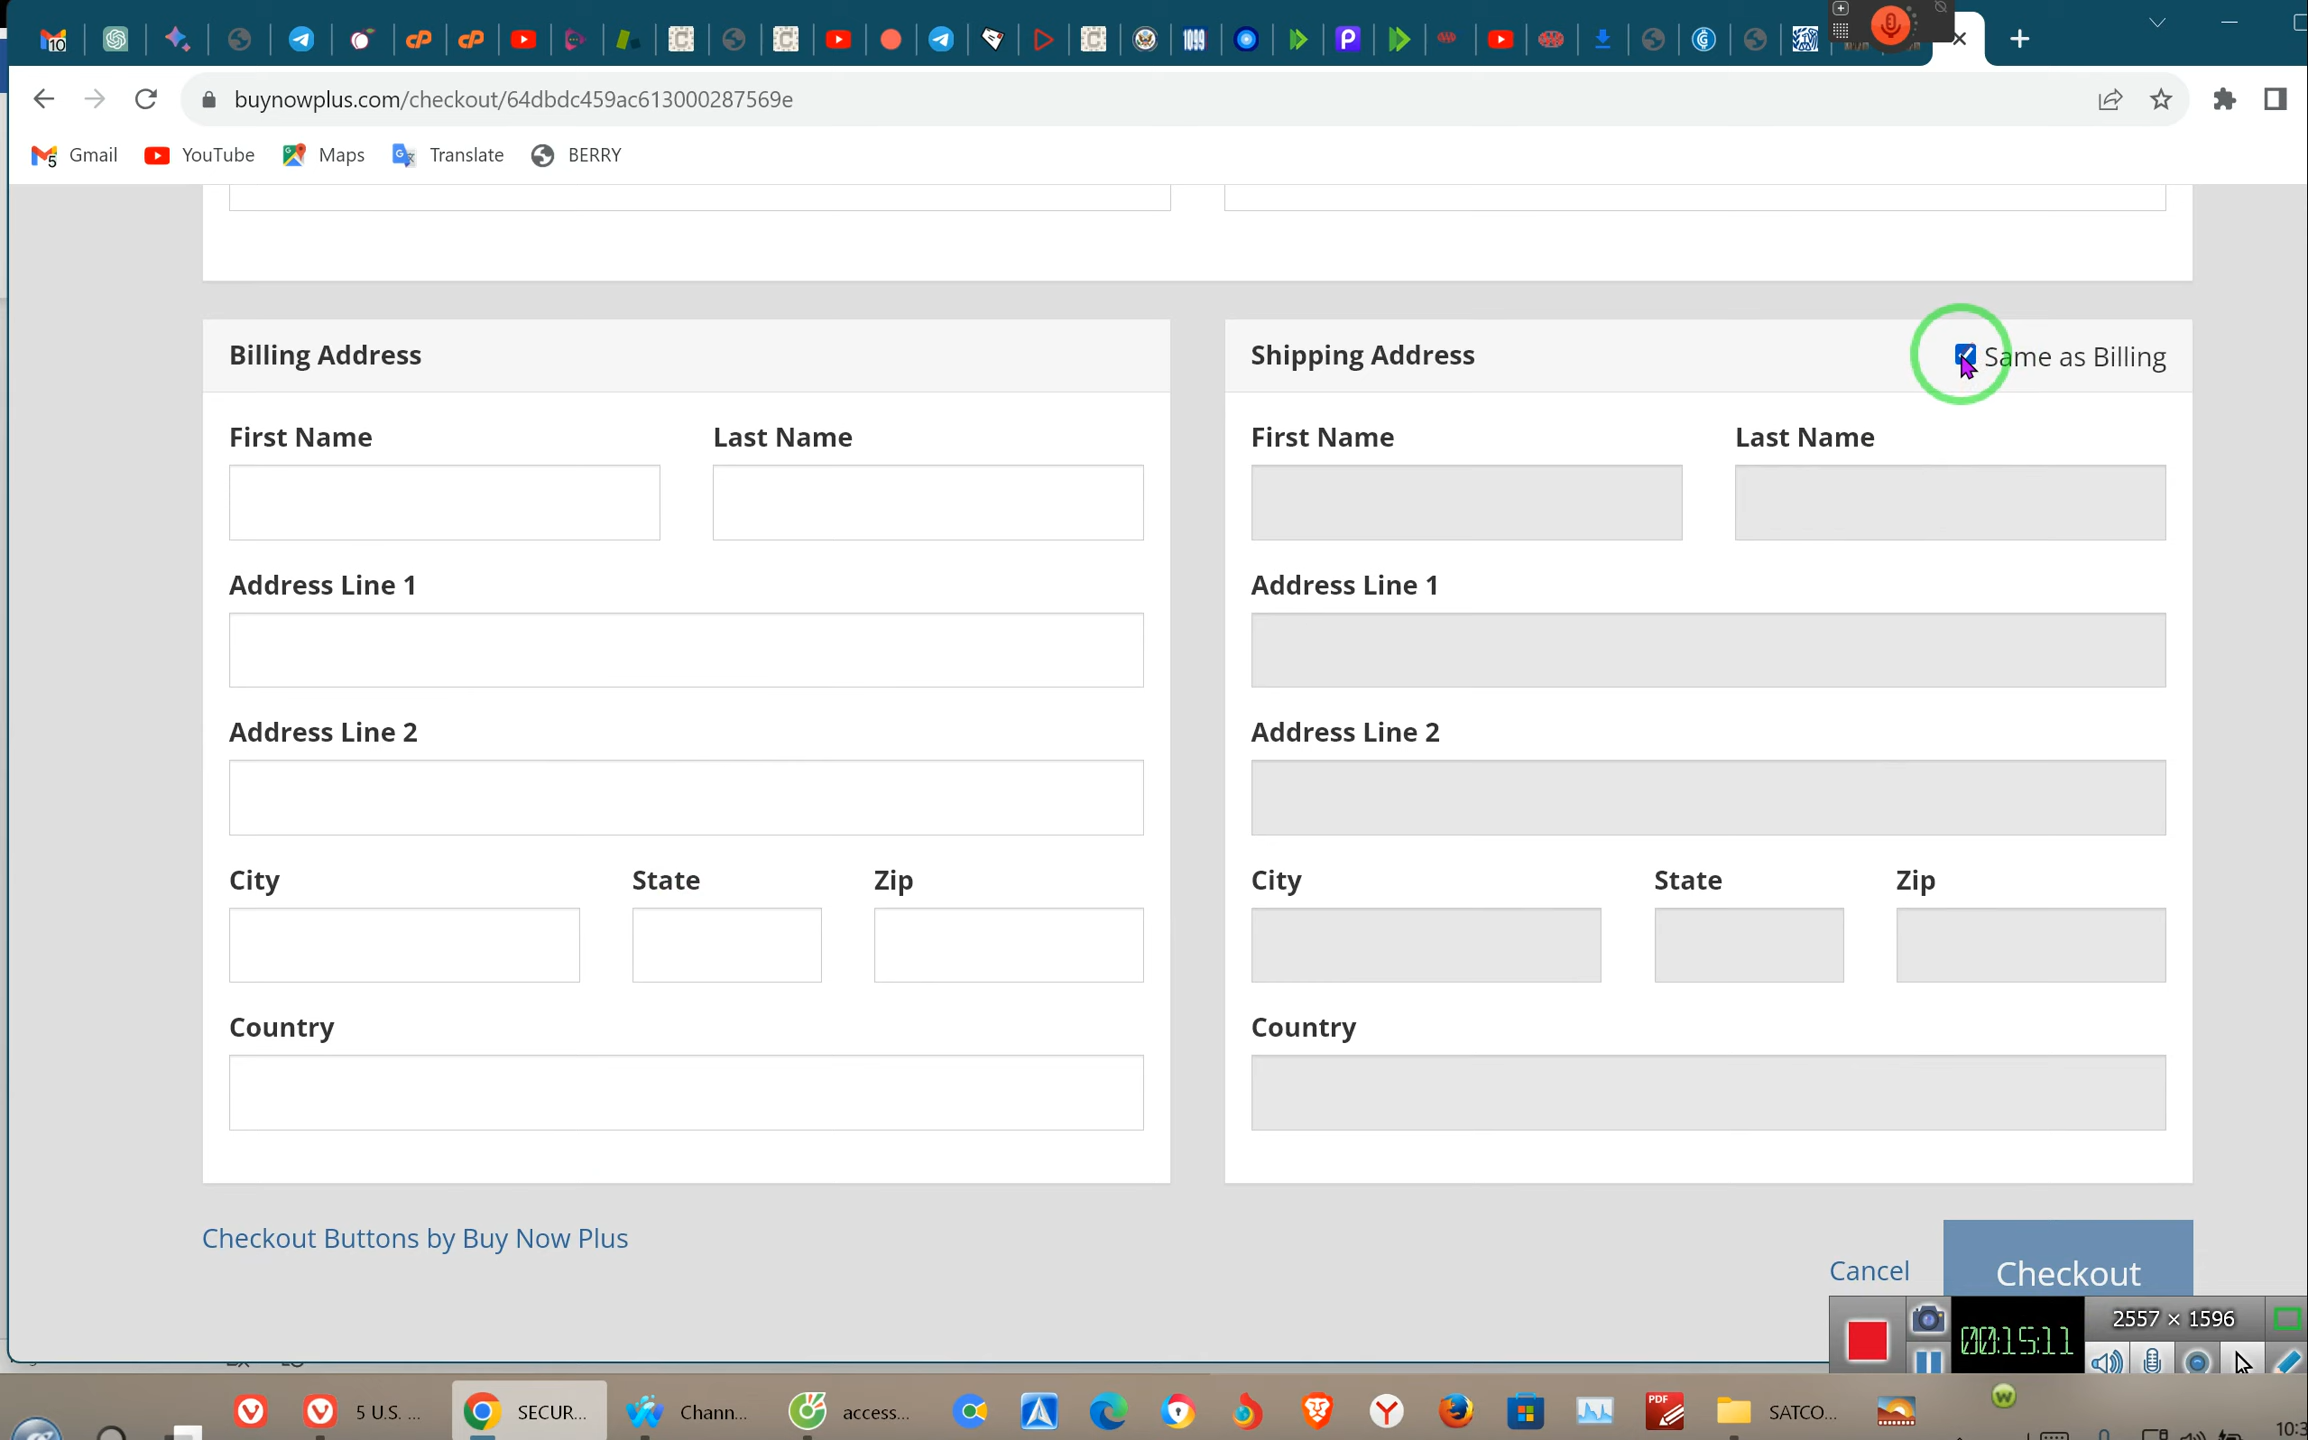 buynowplus.com/checkout/64dbdc459ac613000287569e
Gmail YouTube Maps Translate BERRY
Billing Address
Shipping Address Same as Billing
First Name Last Name
First Name Last Name
Address Line 1
Address Line 1
Address Line 2
Address Line 2
City State Zip
City State Zip
Country
Country
Checkout Buttons by Buy Now Plus
Cancel Checkout
2557 × 1596
00:15:11
5 U.S. ... SECUR... Chann... access... PDF SATCO...
10:3